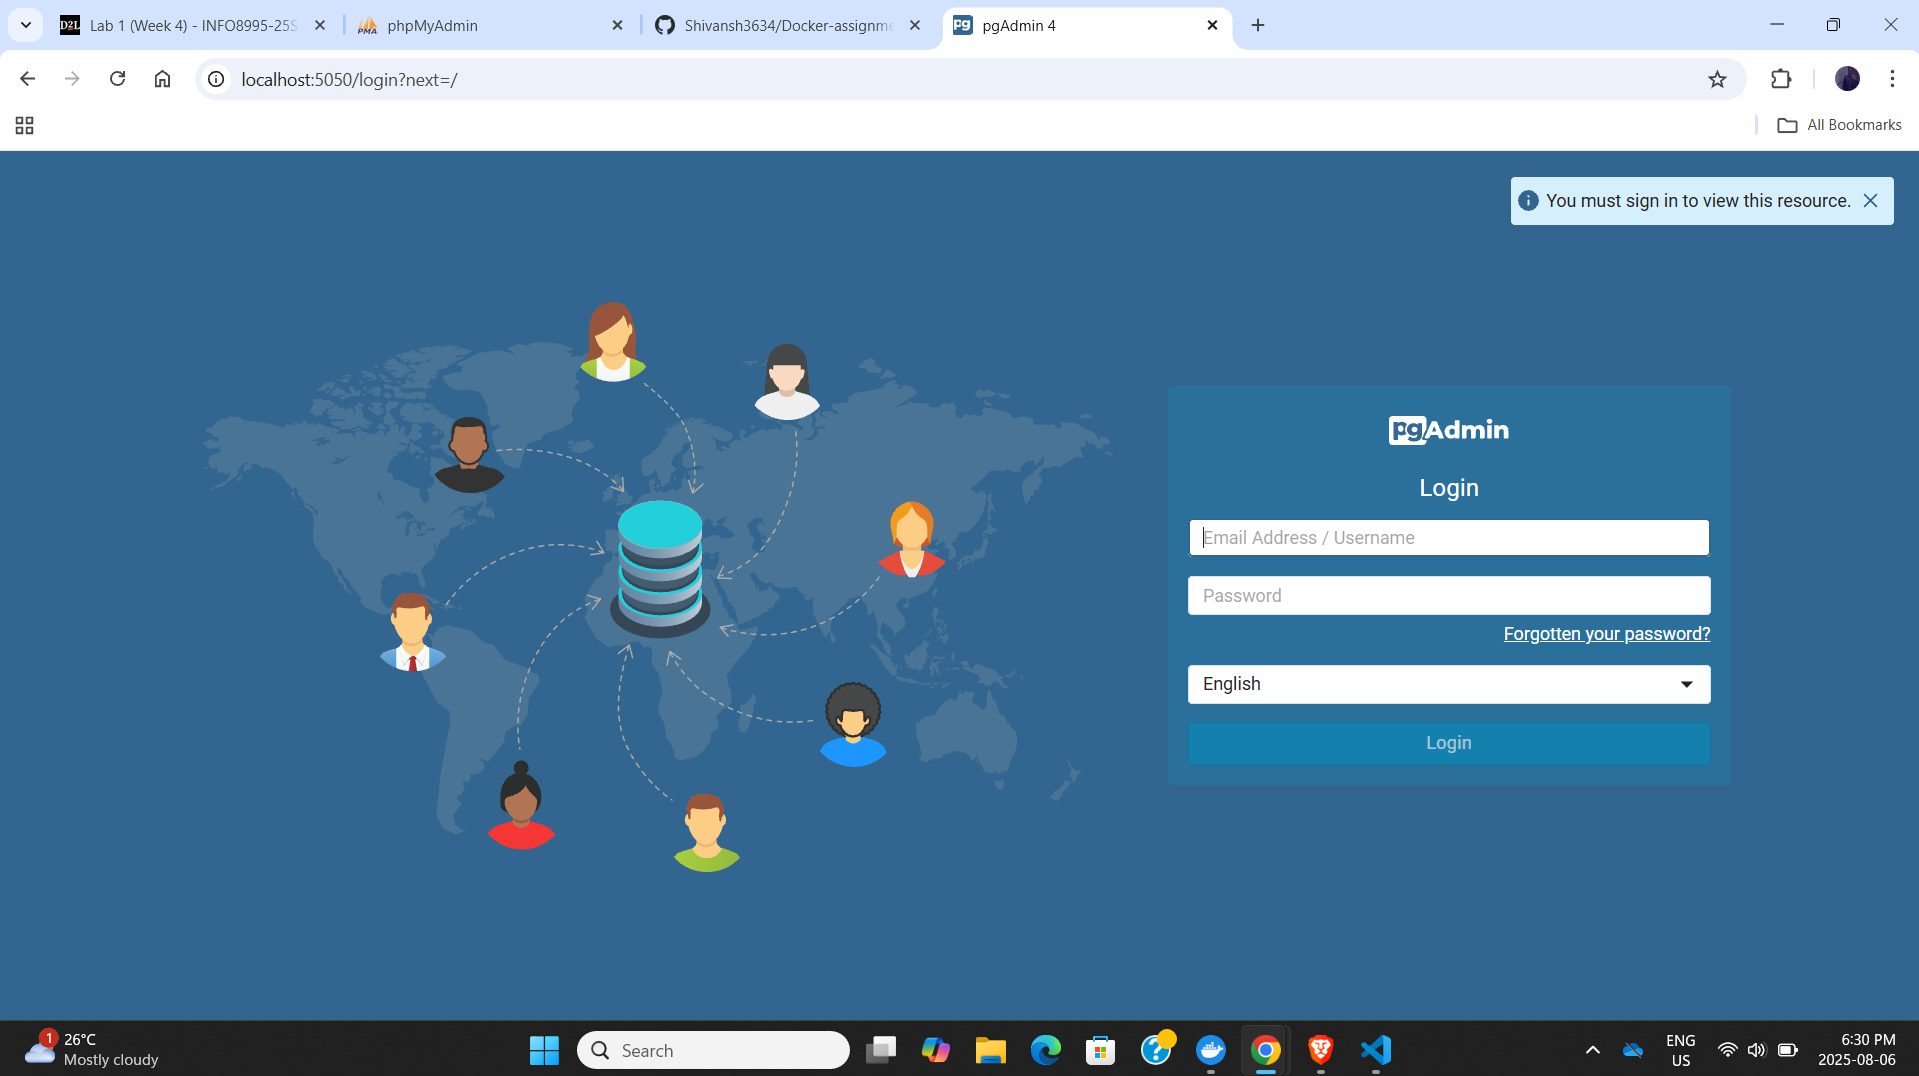 Lab 1 (Week 4) - INFO8995-25S
phpMyAdmin
Shivansh3634/Docker-assignme
pgAdmin 4
localhost:5050/login?next=/
All Bookmarks
You must sign in to view this resource.
pgAdmin
Login
Email Address / Username
Password
Forgotten your password?
English
Login
1
26°C
Mostly cloudy
Search
ENG
US
6:30 PM
2025-08-06